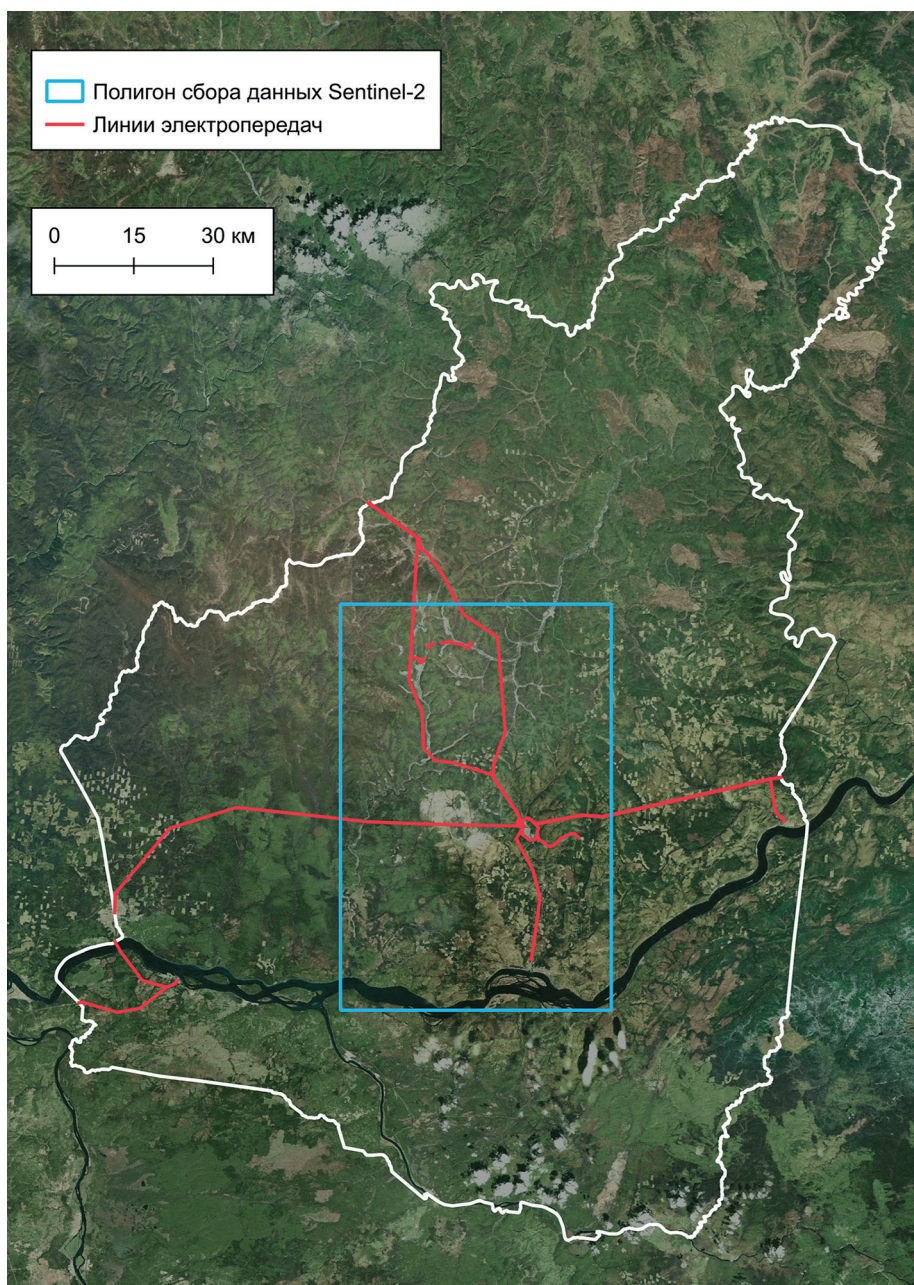 Полигон сбора данных Sentinel-2
Линии электропередач
0 15 30 км